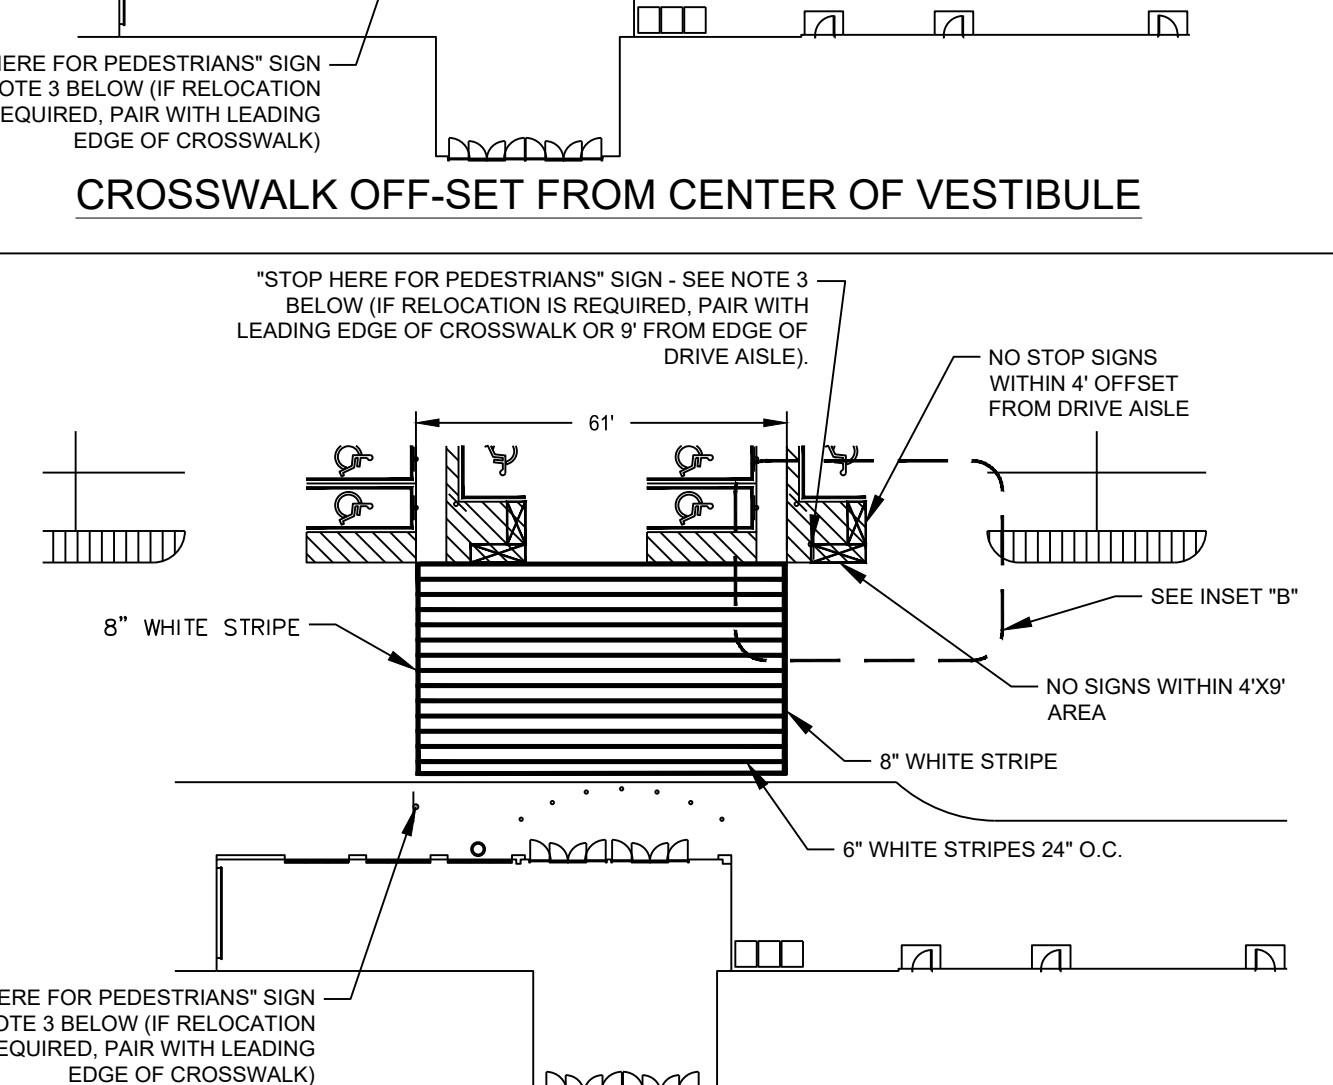 HERE FOR PEDESTRIANS" SIGN
NOTE 3 BELOW (IF RELOCATION
REQUIRED, PAIR WITH LEADING
EDGE OF CROSSWALK)
CROSSWALK OFF-SET FROM CENTER OF VESTIBULE
"STOP HERE FOR PEDESTRIANS" SIGN - SEE NOTE 3
BELOW (IF RELOCATION IS REQUIRED, PAIR WITH
LEADING EDGE OF CROSSWALK OR 9' FROM EDGE OF
DRIVE AISLE).
NO STOP SIGNS
WITHIN 4' OFFSET
FROM DRIVE AISLE
61'
SEE INSET "B"
8” WHITE STRIPE
NO SIGNS WITHIN 4'X9'
AREA
8" WHITE STRIPE
6" WHITE STRIPES 24" O.C.
HERE FOR PEDESTRIANS" SIGN
NOTE 3 BELOW (IF RELOCATION
REQUIRED, PAIR WITH LEADING
EDGE OF CROSSWALK)